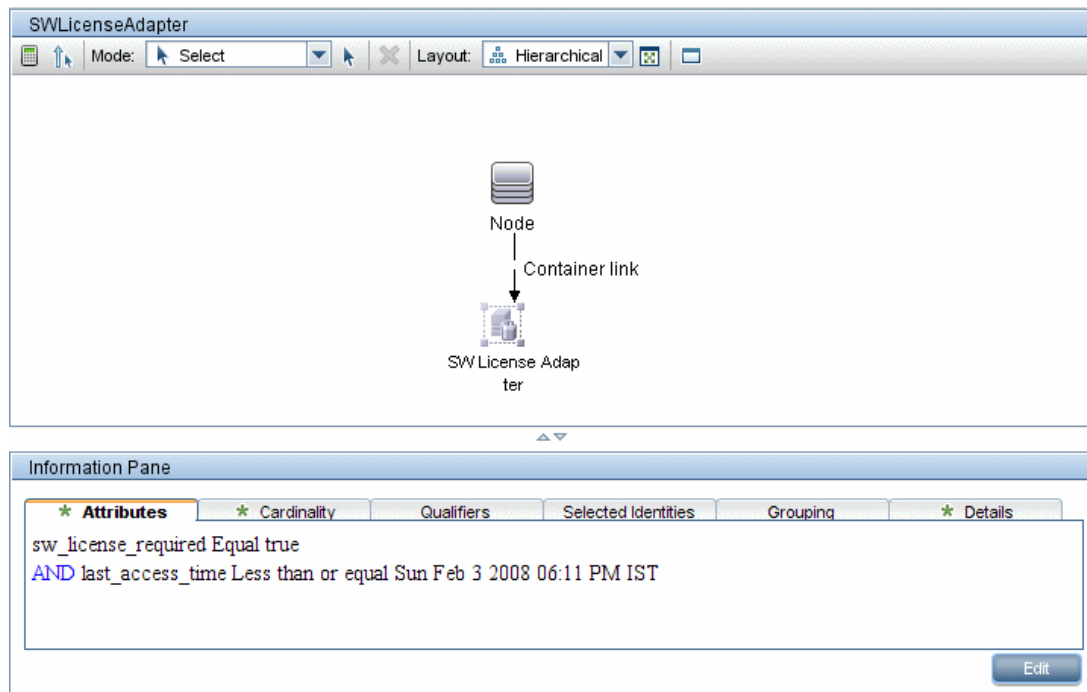 SWLicenseAdapter
Mode: Select Layout: Hierarchical
Node
Container link
SW License Adap
ter
Information Pane
* Attributes * Cardinality Qualifiers Selected Identities Grouping * Details
sw_license_required Equal true
AND last_access_time Less than or equal Sun Feb 3 2008 06:11 PM IST
Edit